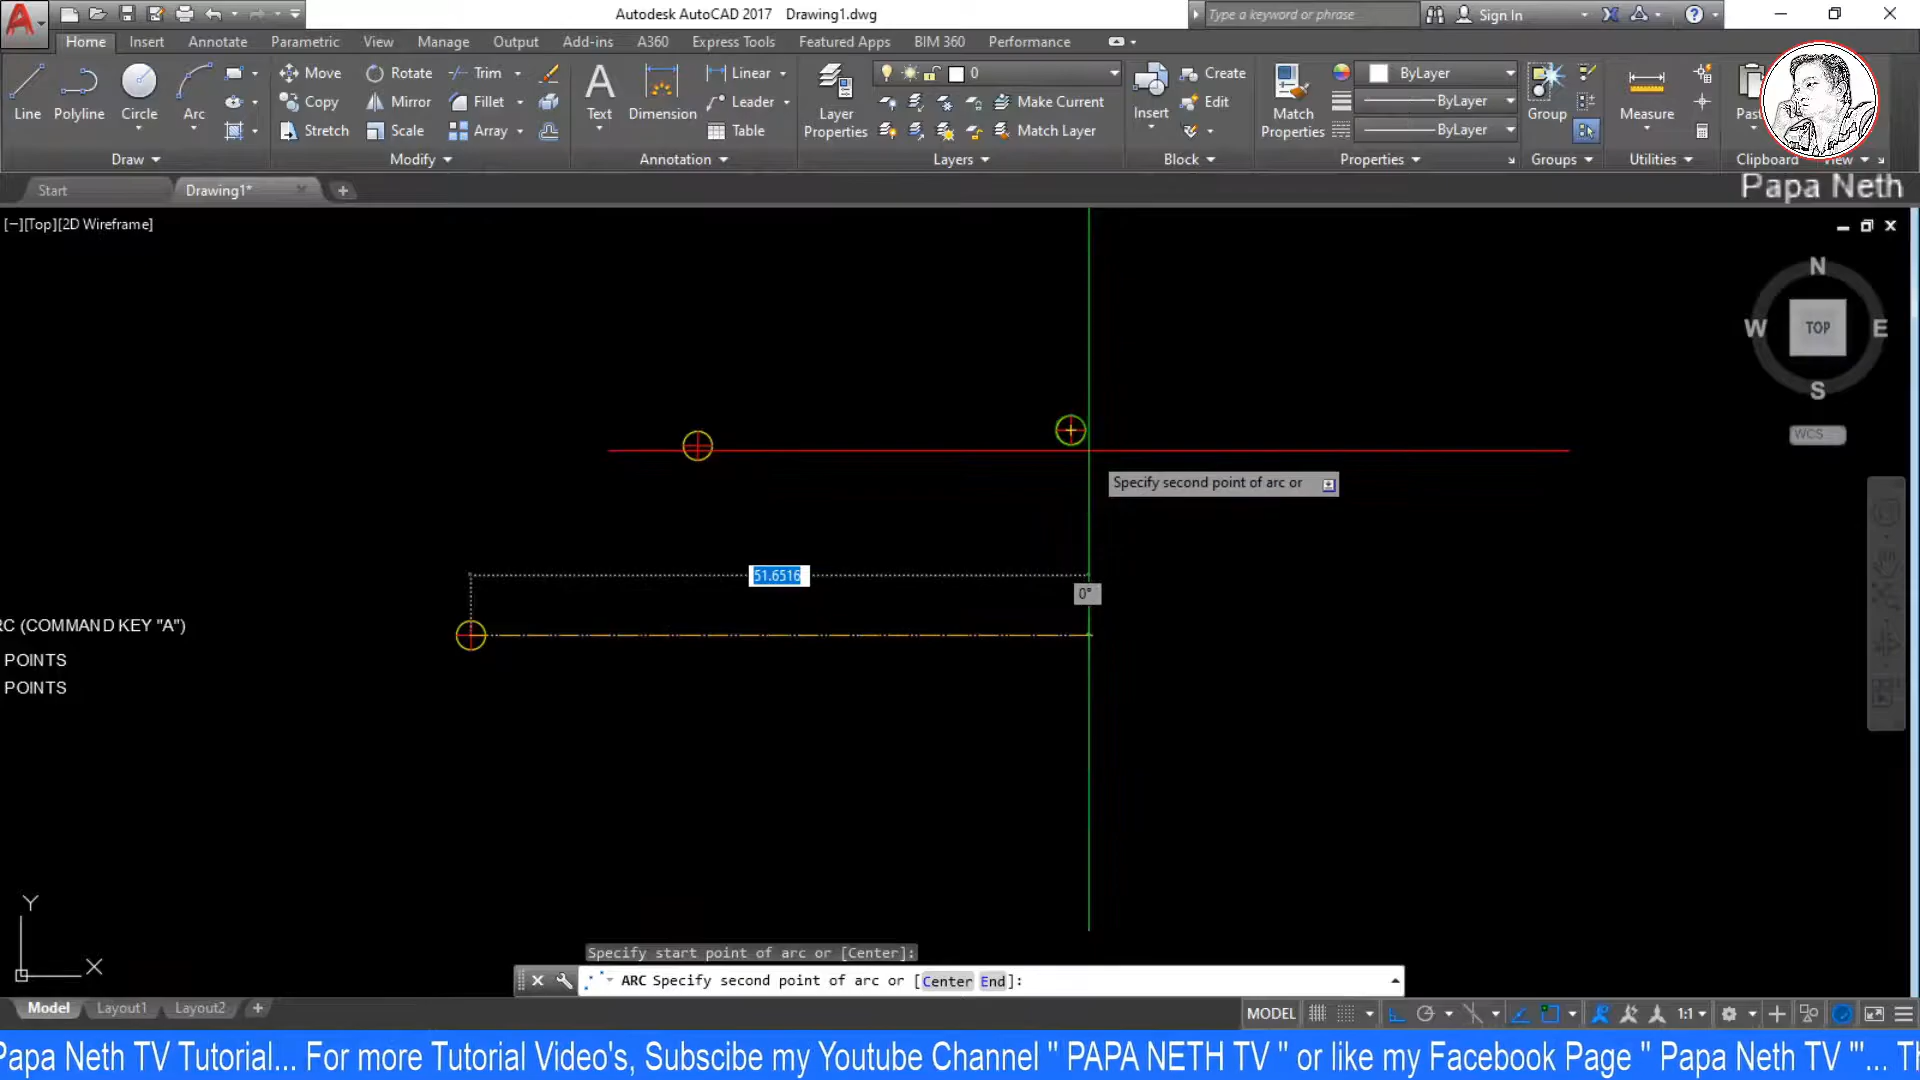 Autodesk AutoCAD 2017 Drawing1.dwg
Type a keyword or phrase
Sign In
Home Insert Annotate Parametric View Manage Output Add-ins A360 Express Tools Featured Apps BIM 360 Performance
Line Polyline Circle Arc
Move Rotate Trim
Copy Mirror Fillet
Stretch Scale Array
Text Dimension
Linear
Leader
Table
Layer Properties
0
Make Current
Match Layer
Insert
Create
Edit
Match Properties
ByLayer
ByLayer
ByLayer
Group
Measure
Draw Modify Annotation Layers Block Properties Groups Utilities Clipboard View
Papa Neth
Start Drawing1*
[−][Top][2D Wireframe]
N
W TOP E
S
WCS
Specify second point of arc or
51.6516
0°
RC (COMMAND KEY "A")
POINTS
POINTS
Y
X
Specify start point of arc or [Center]:
ARC Specify second point of arc or [Center End]:
Model Layout1 Layout2
MODEL 1:1
Papa Neth TV Tutorial... For more Tutorial Video's, Subscibe my Youtube Channel " PAPA NETH TV " or like my Facebook Page " Papa Neth TV "'... Th